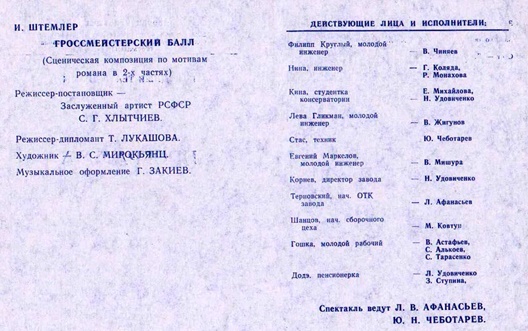 И. ШТЕМЛЕР
ГРОССМЕЙСТЕРСКИЙ БАЛЛ
(Сценическая композиция по мотивам
романа в 2-х частях)
Режиссер-постановщик —
Заслуженный артист РСФСР
С. Г. ХЛЫТЧИЕВ.
Режиссер-дипломант Т. ЛУКАШОВА.
Художник — В. С. МИРОКЬЯНЦ.
Музыкальное оформление Г. ЗАКИЕВ.
ДЕЙСТВУЮЩИЕ ЛИЦА И ИСПОЛНИТЕЛИ:
Филипп Круглый, молодой
инженер — В. Чиняев
Нина, инженер — Г. Коляда,
Р. Монахова
Кина, студентка — Е. Михайлова,
консерватории — Н. Удовиченко
Лева Гликман, молодой
инженер — В. Жигунов
Стас, техник Ю. Чеботарев
Евгений Маркелов,
молодой инженер — В. Мишура
Корнев, директор завода — Н. Удовиченко
Терновский, нач. ОТК
завода — Л. Афанасьев
Шанцов, нач. сборочного
цеха — М. Ковтун
Гошка, молодой рабочий — В. Астафьев,
С. Алькоев,
С. Тарасенко
Додэ, пенсионерка — Л. Удовиченко
З. Ступина,
Спектакль ведут Л. В. АФАНАСЬЕВ,
Ю. Н. ЧЕБОТАРЕВ.